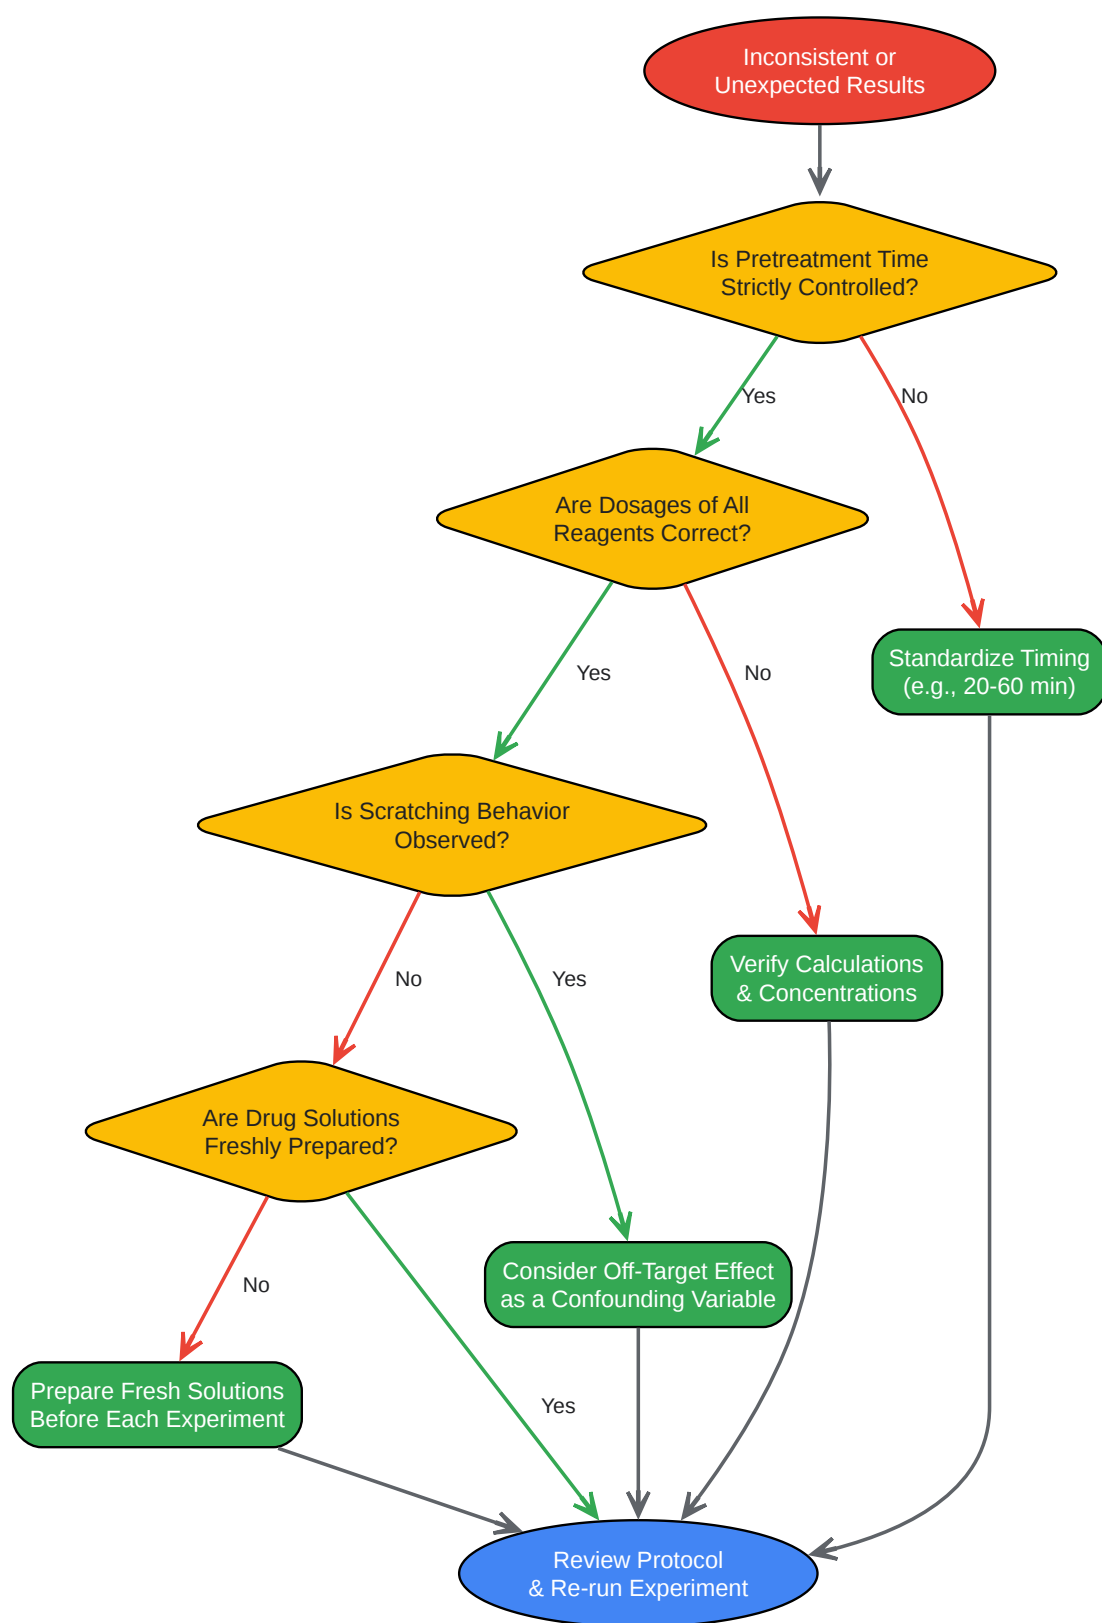 Inconsistent or
Unexpected Results
Is Pretreatment Time
Strictly Controlled?
Yes
No
Are Dosages of All
Reagents Correct?
Standardize Timing
(e.g., 20-60 min)
Yes
No
Is Scratching Behavior
Observed?
Verify Calculations
& Concentrations
No
Yes
Are Drug Solutions
Freshly Prepared?
Consider Off-Target Effect
as a Confounding Variable
No
Prepare Fresh Solutions
Before Each Experiment
Yes
Review Protocol
& Re-run Experiment